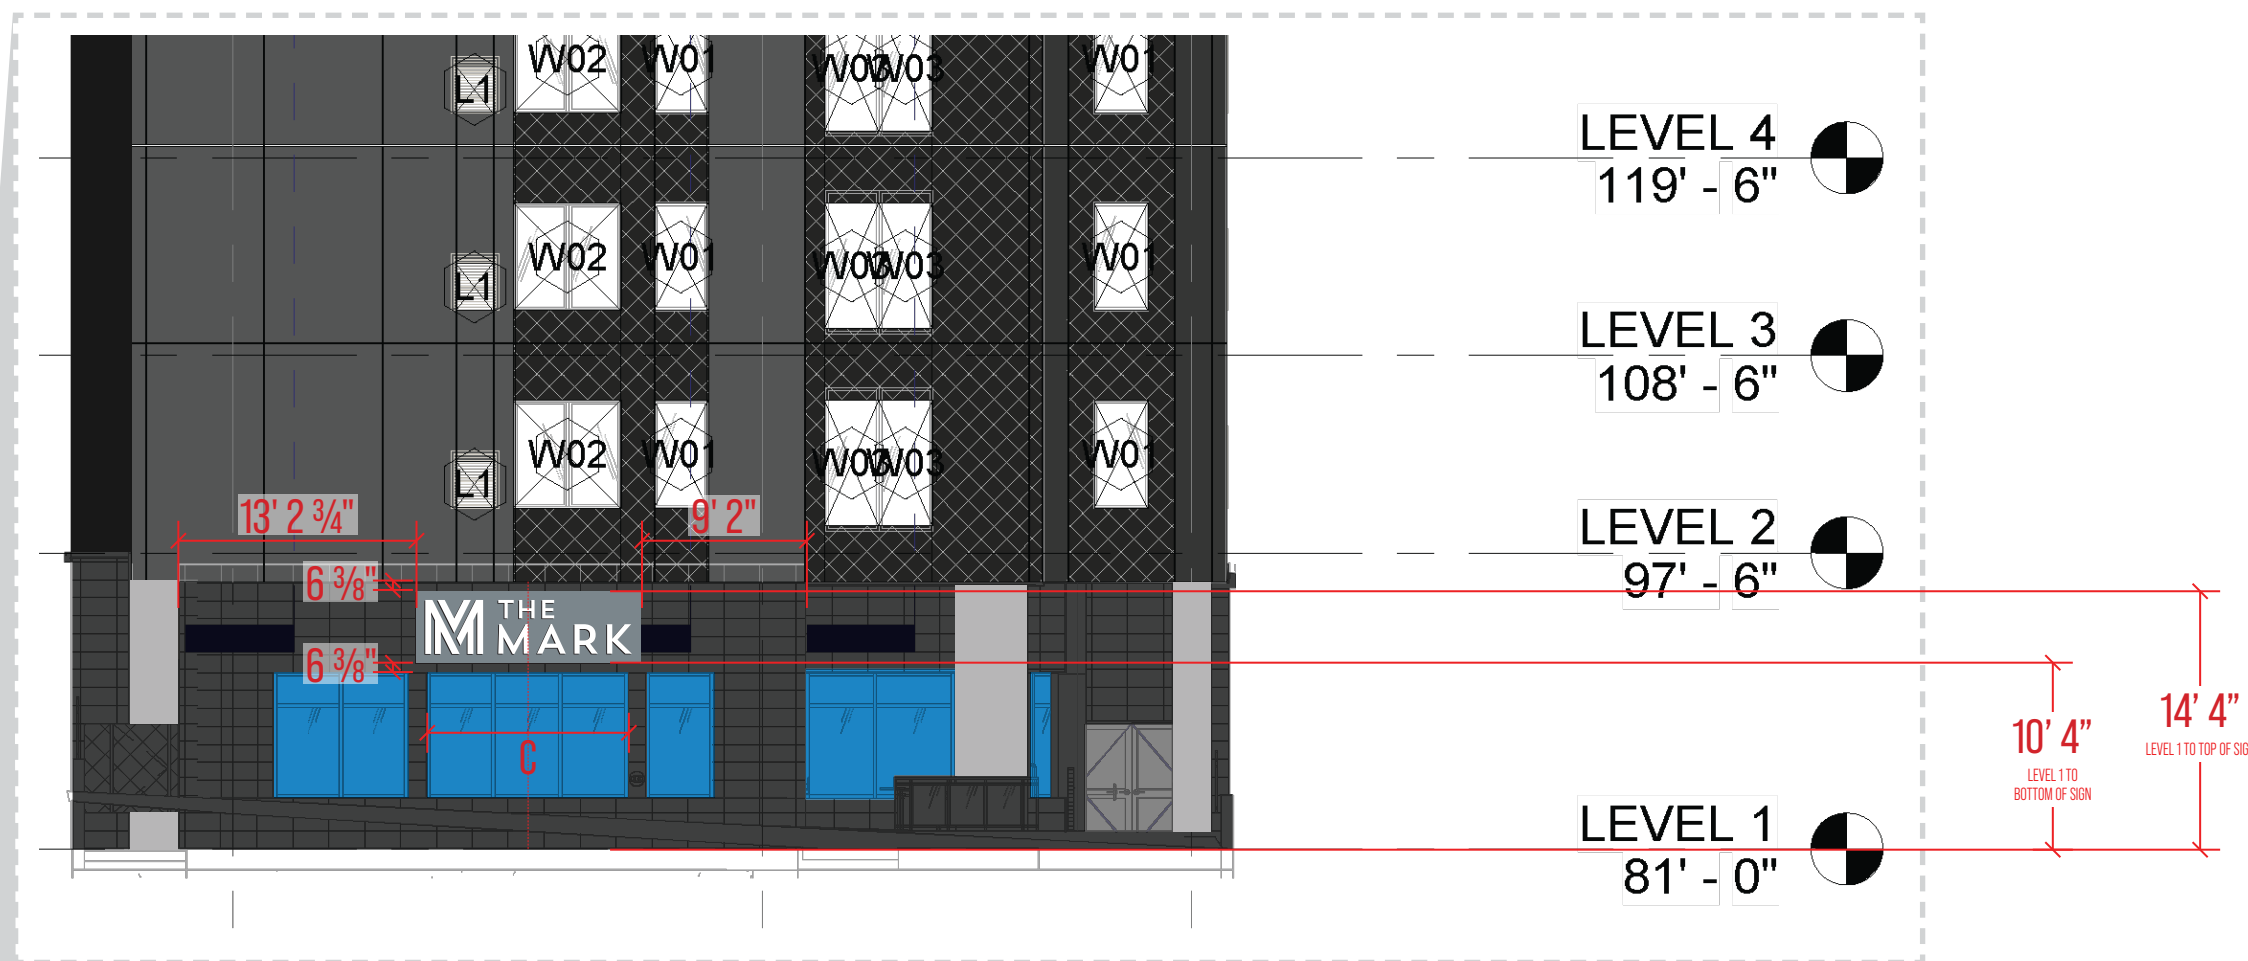 W02 W01 W03 W03 W01
L1
LEVEL 4
119' - 6"
W02 W01 W03 W03 W01
L1
LEVEL 3
108' - 6"
W02 W01 W03 W03 W01
L1
13' 2 ¾"
9' 2"
LEVEL 2
97' - 6"
6 ⅜"
THE
MARK
6 ⅜"
14' 4"
LEVEL 1 TO TOP OF SIG
10' 4"
LEVEL 1 TO
BOTTOM OF SIGN
C
LEVEL 1
81' - 0"